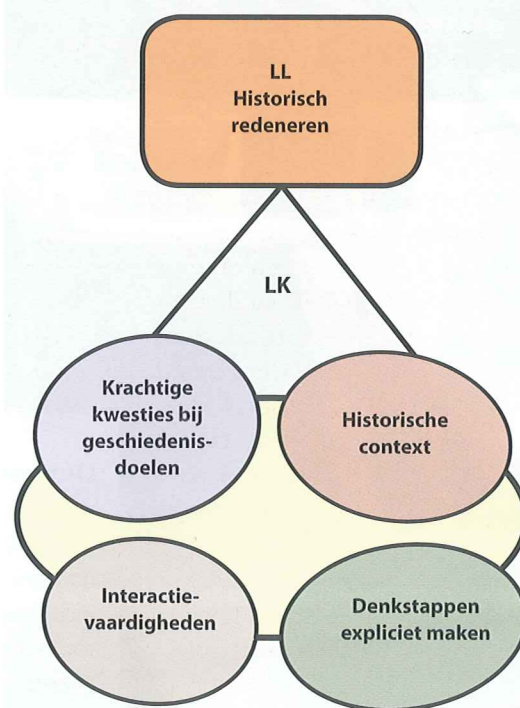 LL
Historisch
redeneren
LK
Krachtige
kwesties bij
geschiedenis-
doelen
Historische
context
Interactie-
vaardigheden
Denkstappen
expliciet maken